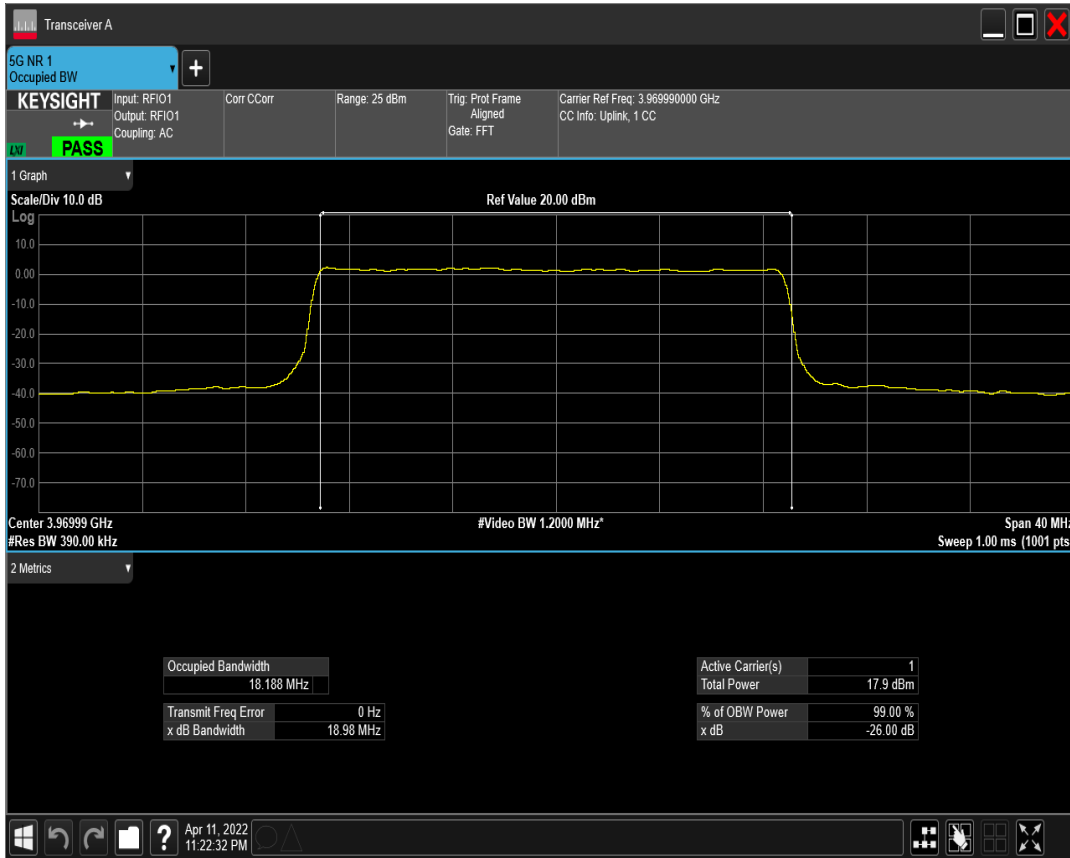 Transceiver A
5G NR 1
Occupied BW
+
KEYSIGHT
LXI
PASS
Input: RFIO1
Output: RFIO1
Coupling: AC
Corr CCorr
Range: 25 dBm
Trig: Prot Frame
Aligned
Gate: FFT
Carrier Ref Freq: 3.969990000 GHz
CC Info: Uplink, 1 CC
1 Graph
Scale/Div 10.0 dB
Ref Value 20.00 dBm
Log
10.0
0.00
-10.0
-20.0
-30.0
-40.0
-50.0
-60.0
-70.0
Center 3.96999 GHz
#Video BW 1.2000 MHz*
Span 40 MHz
#Res BW 390.00 kHz
Sweep 1.00 ms (1001 pts
2 Metrics
Occupied Bandwidth
18.188 MHz
Transmit Freq Error 0 Hz
x dB Bandwidth 18.98 MHz
Active Carrier(s) 1
Total Power 17.9 dBm
% of OBW Power 99.00 %
x dB -26.00 dB
?
Apr 11, 2022
11:22:32 PM